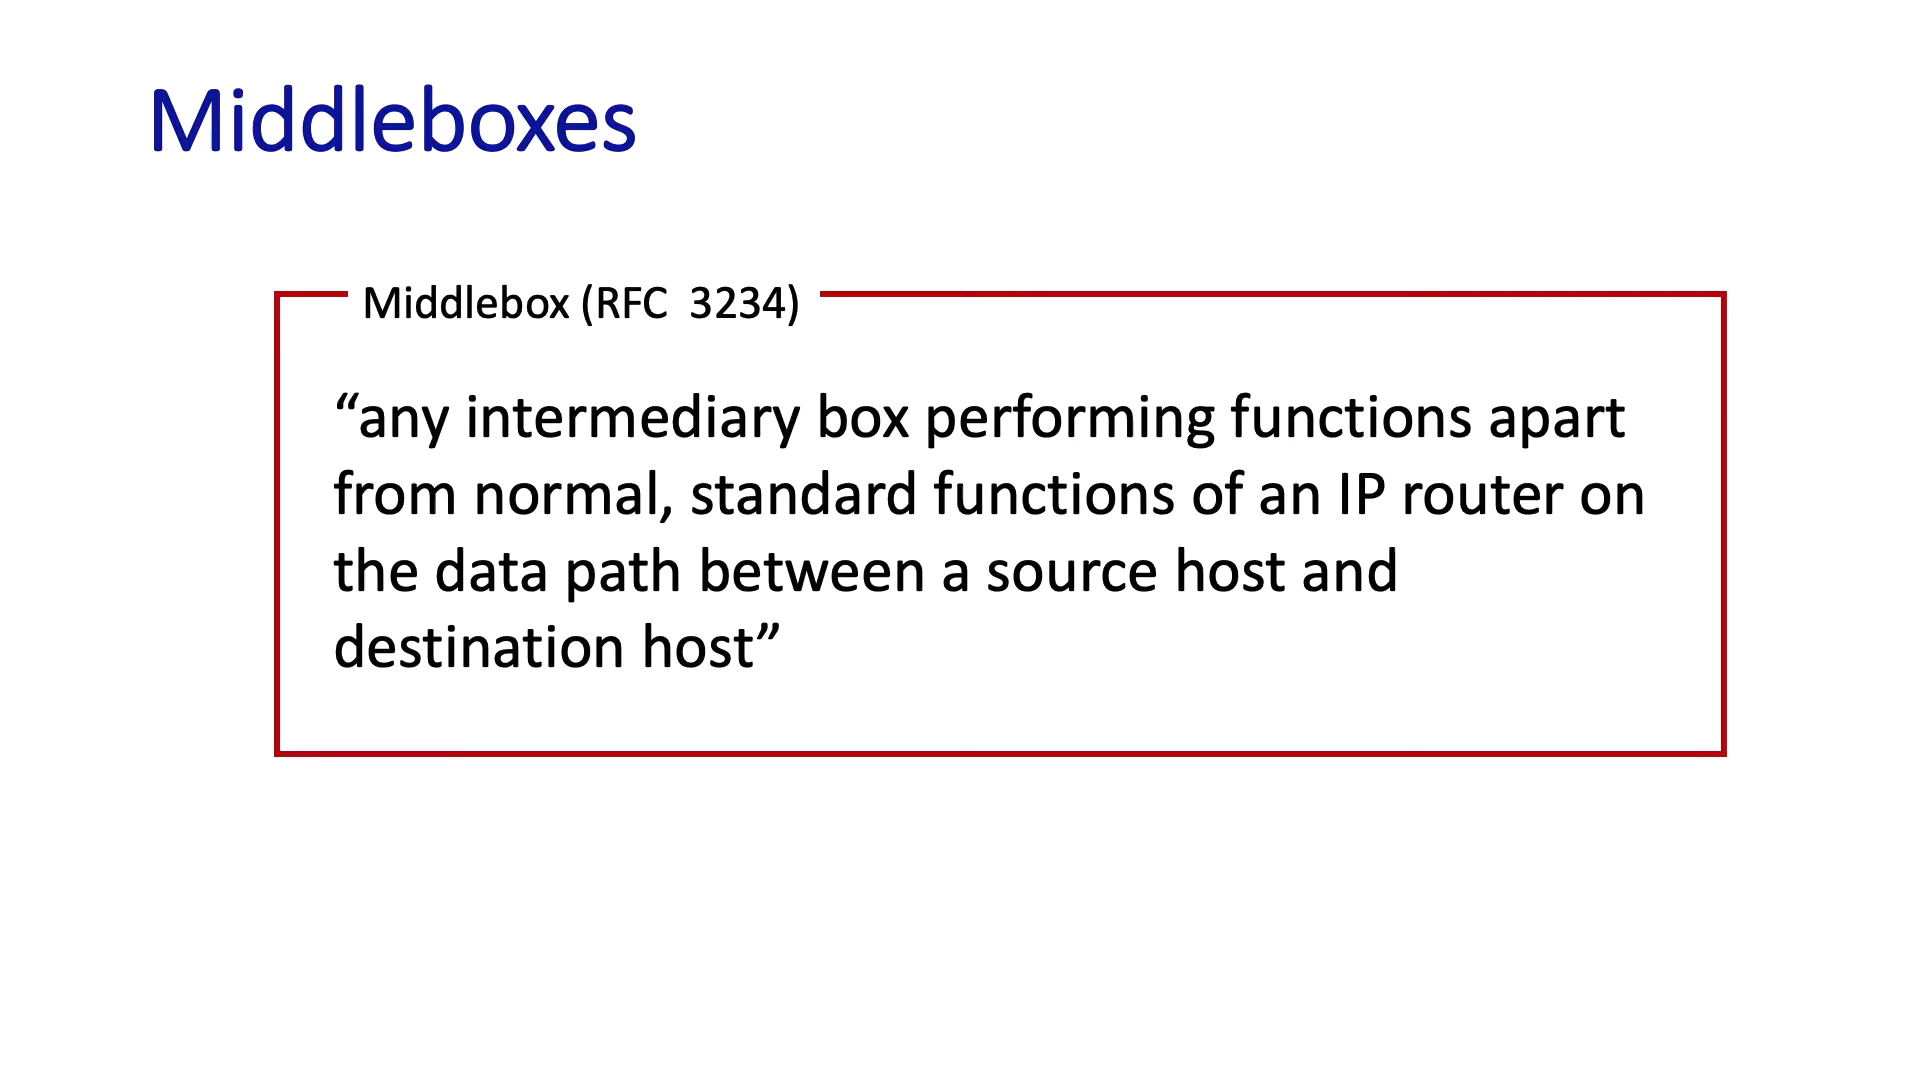 Middleboxes
Middlebox (RFC  3234)
“any intermediary box performing functions apart
from normal, standard functions of an IP router on
the data path between a source host and
destination host”